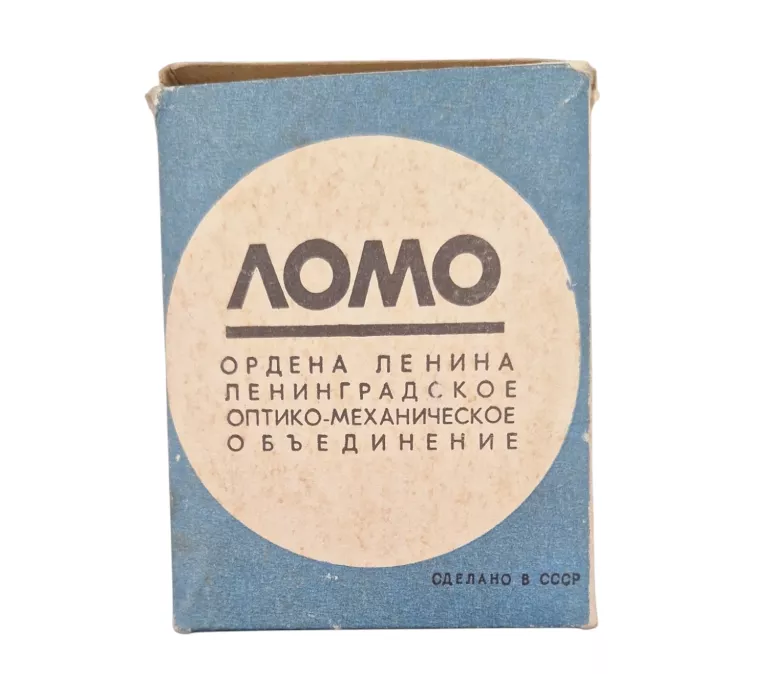 ЛОМО
ОРДЕНА ЛЕНИНА
ЛЕНИНГРАДСКОЕ
ОПТИКО-МЕХАНИЧЕСКОЕ
ОБЪЕДИНЕНИЕ
СДЕЛАНО В СССР